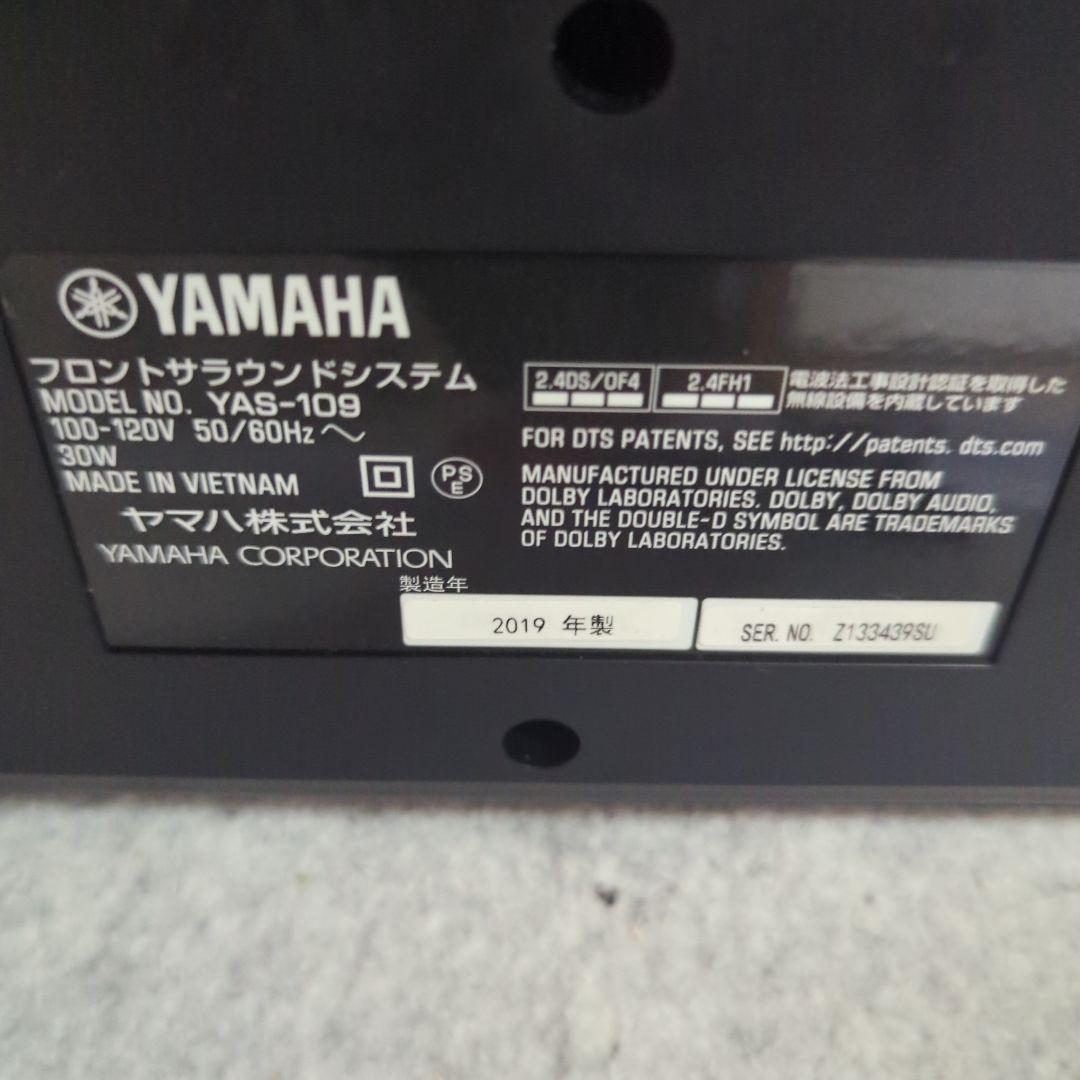 YAMAHA
フロントサラウンドシステム
MODEL NO. YAS-109
100-120V 50/60Hz ～
30W
MADE IN VIETNAM
PSE
ヤマハ株式会社
YAMAHA CORPORATION
2.4DS/OF4
2.4FH1
電波法工事設計認証を取得した
無線設備を内蔵しています
FOR DTS PATENTS, SEE http://patents. dts.com
MANUFACTURED UNDER LICENSE FROM
DOLBY LABORATORIES. DOLBY, DOLBY AUDIO,
AND THE DOUBLE-D SYMBOL ARE TRADEMARKS
OF DOLBY LABORATORIES.
製造年
2019 年製
SER. NO. Z133439SU